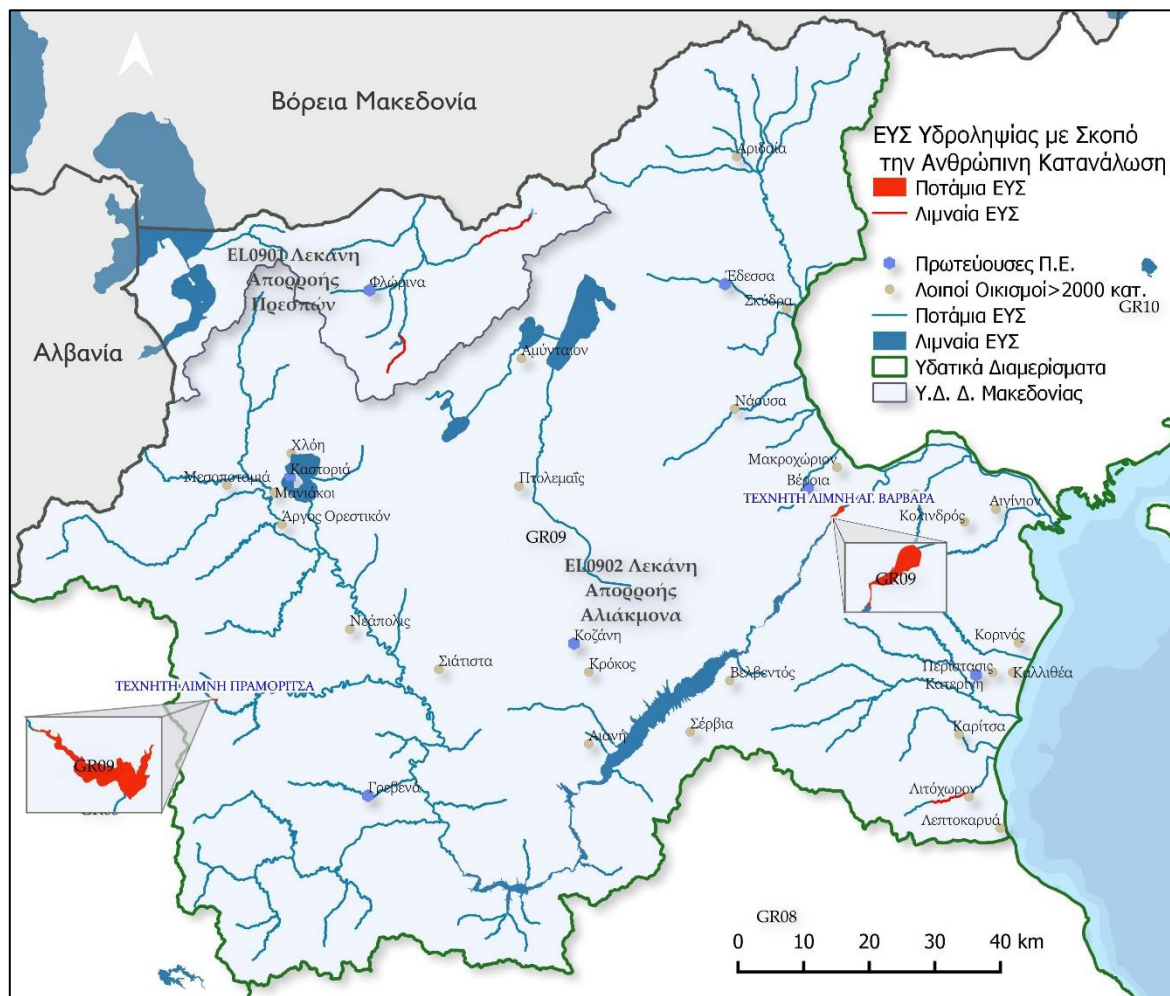 Βόρεια Μακεδονία
ΕΥΣ Υδροληψίας με Σκοπό
την Ανθρώπινη Κατανάλωση
Ποτάμια ΕΥΣ
Λιμναία ΕΥΣ
Πρωτεύουσες Π.Ε.
Λοιποί Οικισμοί>2000 κατ.
Ποτάμια ΕΥΣ
Λιμναία ΕΥΣ
Υδατικά Διαμερίσματα
Υ.Δ. Δ. Μακεδονίας
GR10
Αριδαία
EL0901 Λεκάνη
Απορροής
Πρεσπών
Φλώρινα
Έδεσσα
Σκύδρα
Αλβανία
Αμύνταιον
Νάουσα
Χλόη
Καστοριά
Μεσοποταμιά
Μανιάκοι
Άργος Ορεστικόν
Πτολεμαΐς
Μακροχώριον
Βέροια
ΤΕΧΝΗΤΗ ΛΙΜΝΗ ΑΓ. ΒΑΡΒΑΡΑ
Κολινδρός
Αιγίνιον
GR09
GR09
EL0902 Λεκάνη
Απορροής
Αλιάκμονα
Νεάπολις
Κοζάνη
Κορινός
Σιάτιστα
Κρόκος
Βελβεντός
Περίστασις
Καλλιθέα
Κατερίνη
ΤΕΧΝΗΤΗ ΛΙΜΝΗ ΠΡΑΜΟΡΙΤΣΑ
GR09
Αιανή
Σέρβια
Καρίτσα
Γρεβενά
Λιτόχωρον
Λεπτοκαρυά
GR08
0 10 20 30 40 km